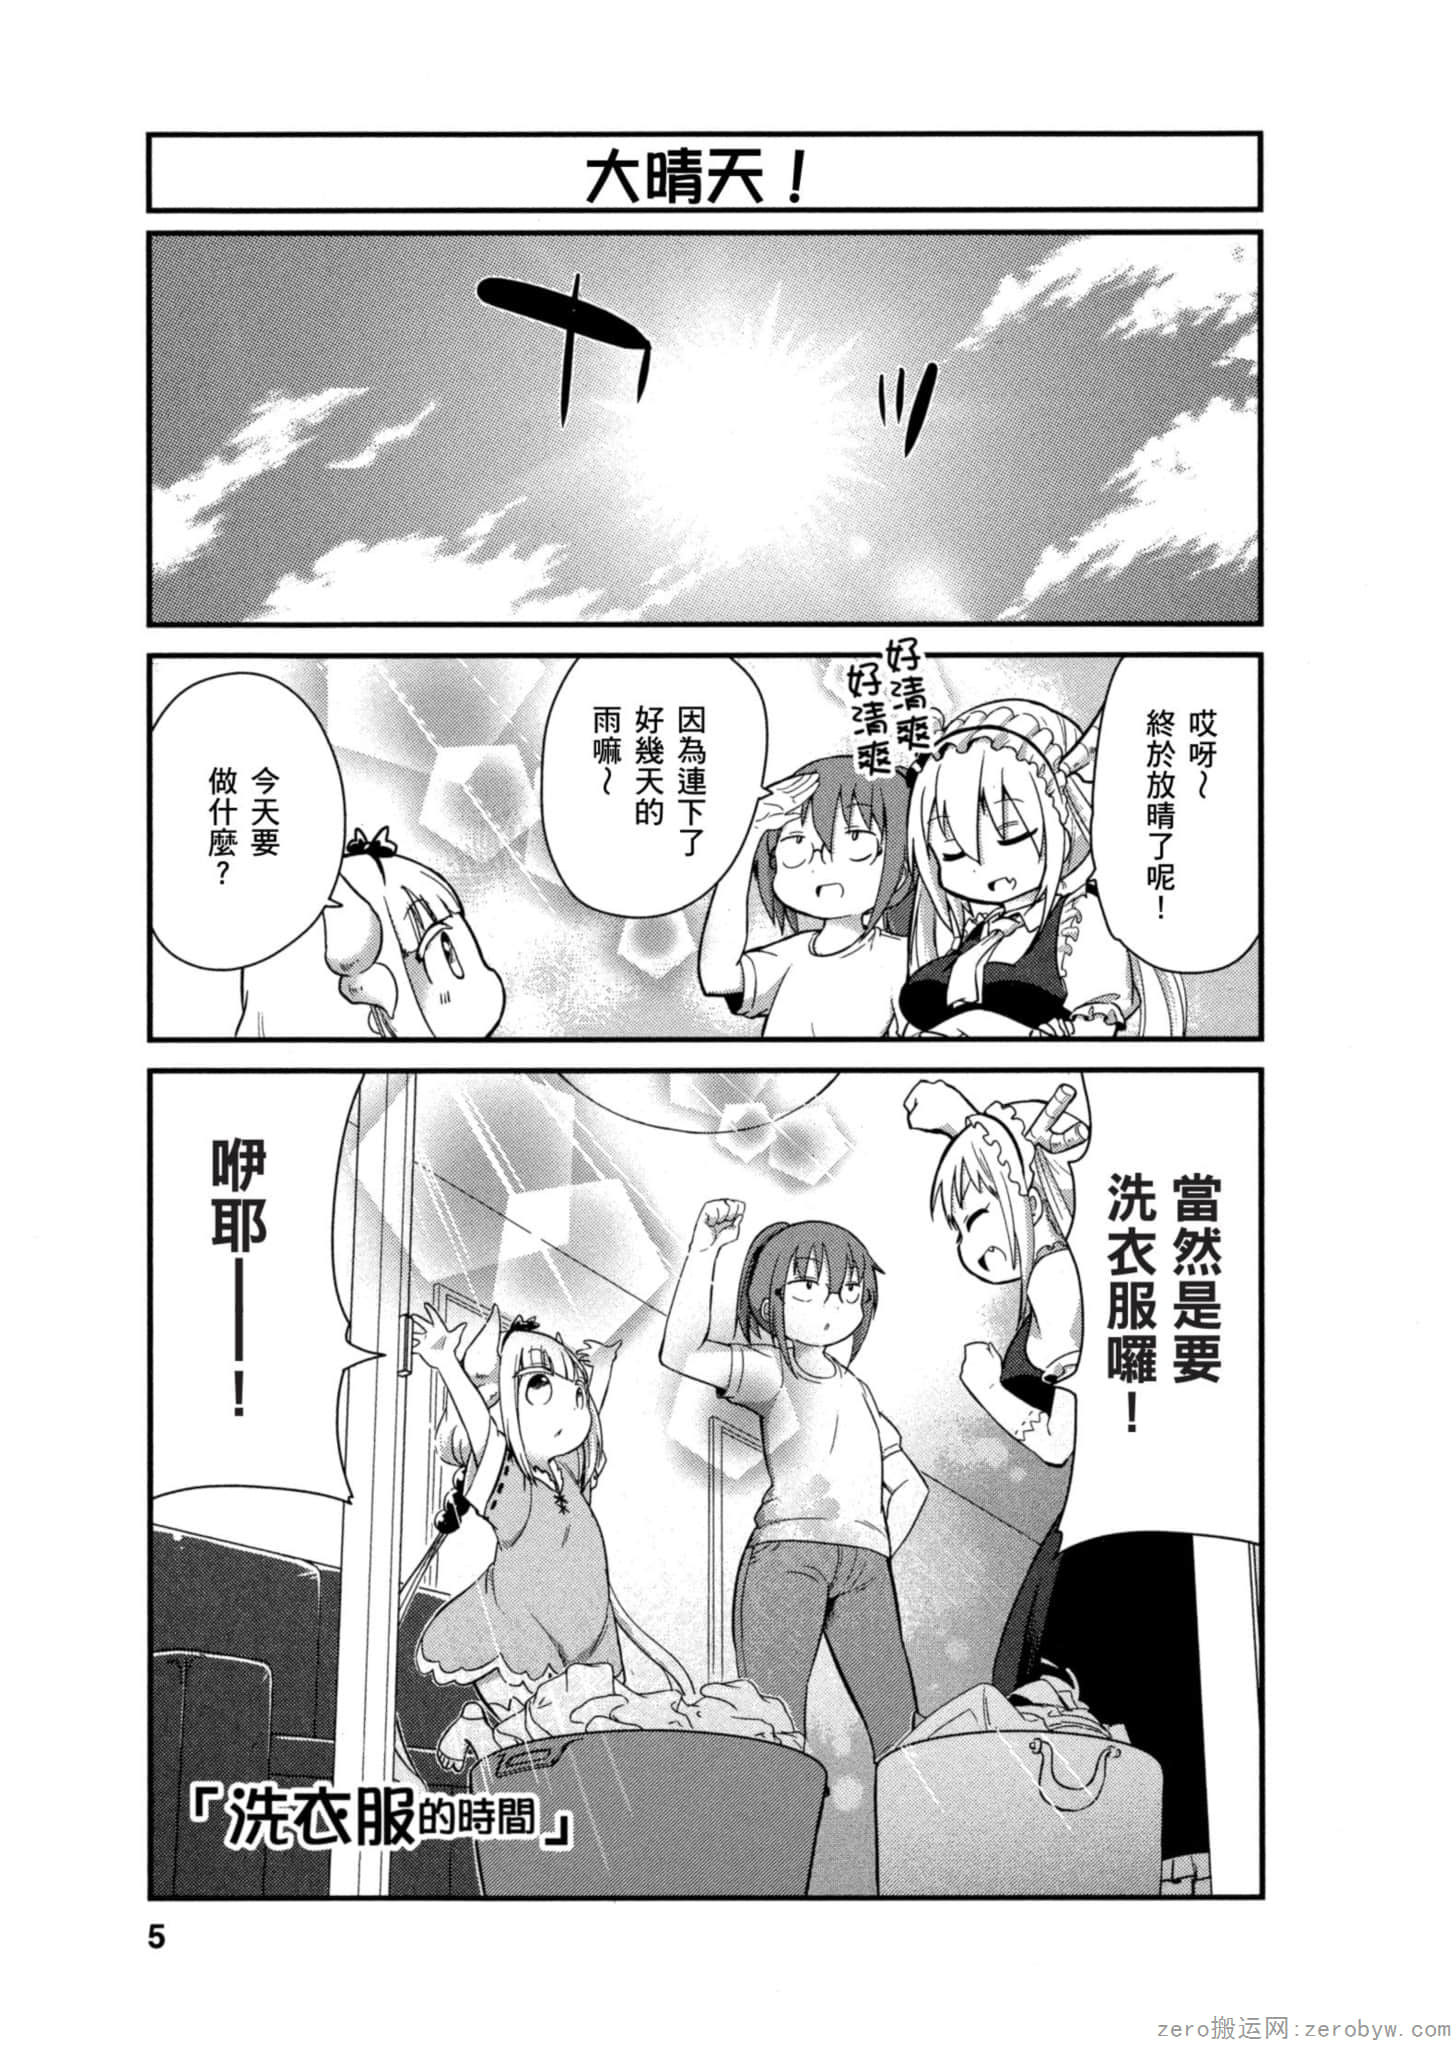 大晴天！
カッ
哎呀～
終於放晴了呢！
好清爽
好清爽
因為連下了
好幾天的
雨嘛～
今天要
做什麼？
當然是要
洗衣服囉！
咿耶──！
「洗衣服的時間」
5
zero搬运网:zerobyw.com